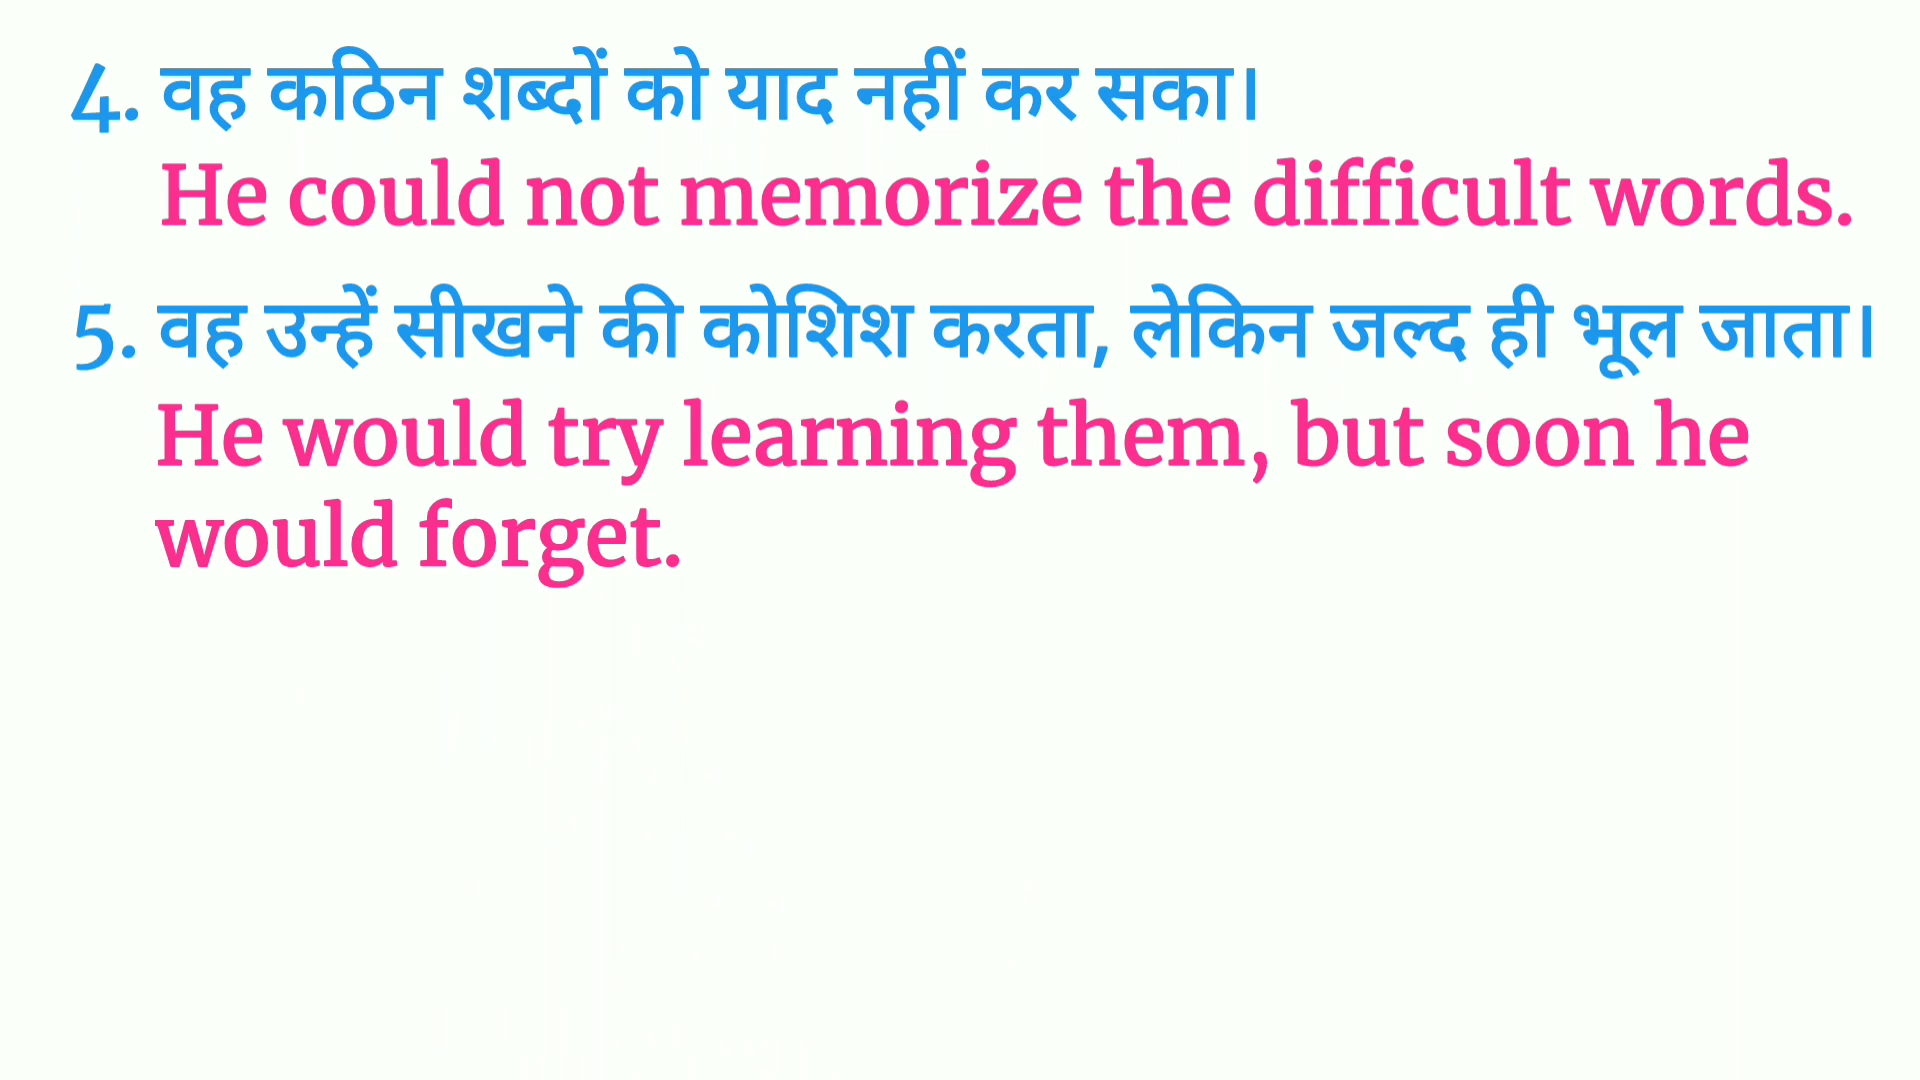 4. वह कठिन शब्दों को याद नहीं कर सका।
He could not memorize the difficult words.
5. वह उन्हें सीखने की कोशिश करता, लेकिन जल्द ही भूल जाता।
He would try learning them, but soon he
would forget.